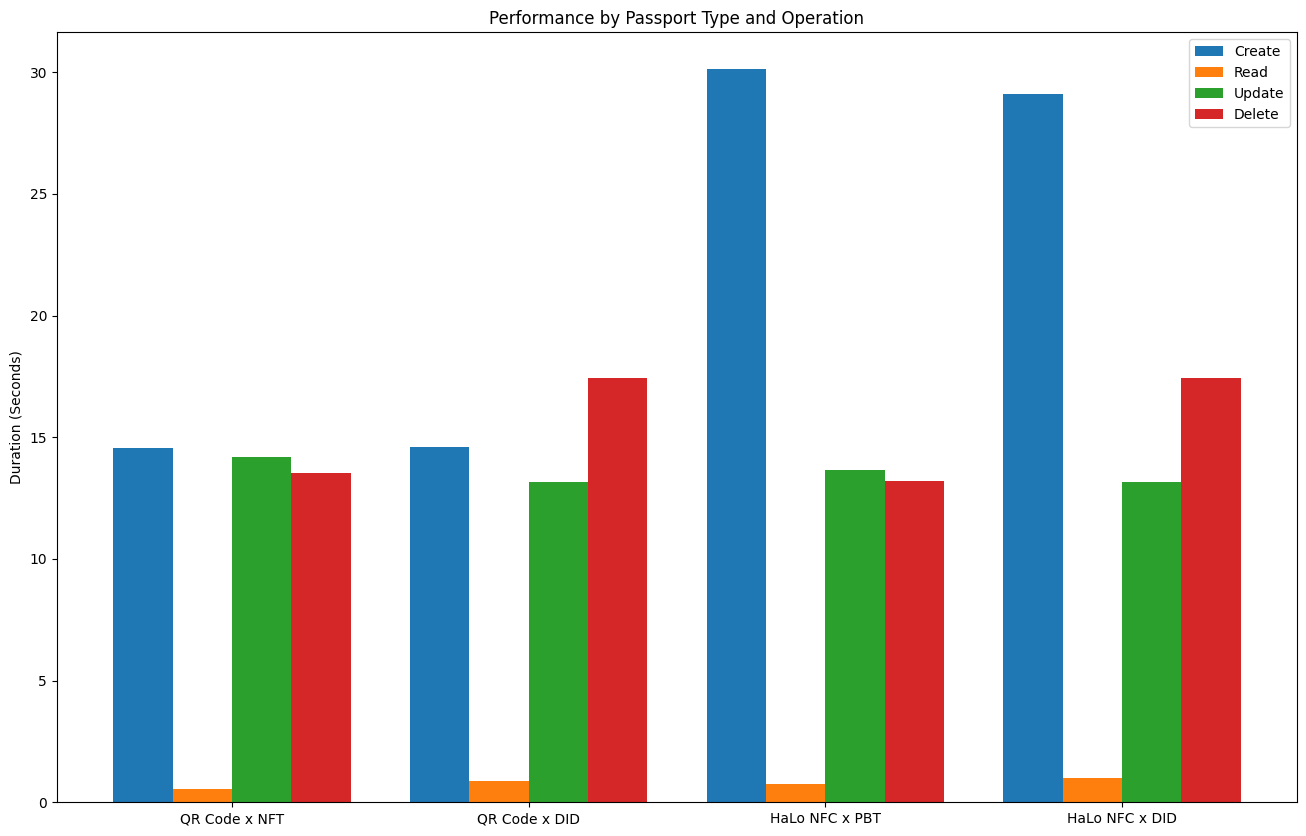 Performance by Passport Type and Operation
Create
Read
Update
Delete
Duration (Seconds)
30
25
20
15
10
5
0
QR Code x NFT
QR Code x DID
HaLo NFC x PBT
HaLo NFC x DID